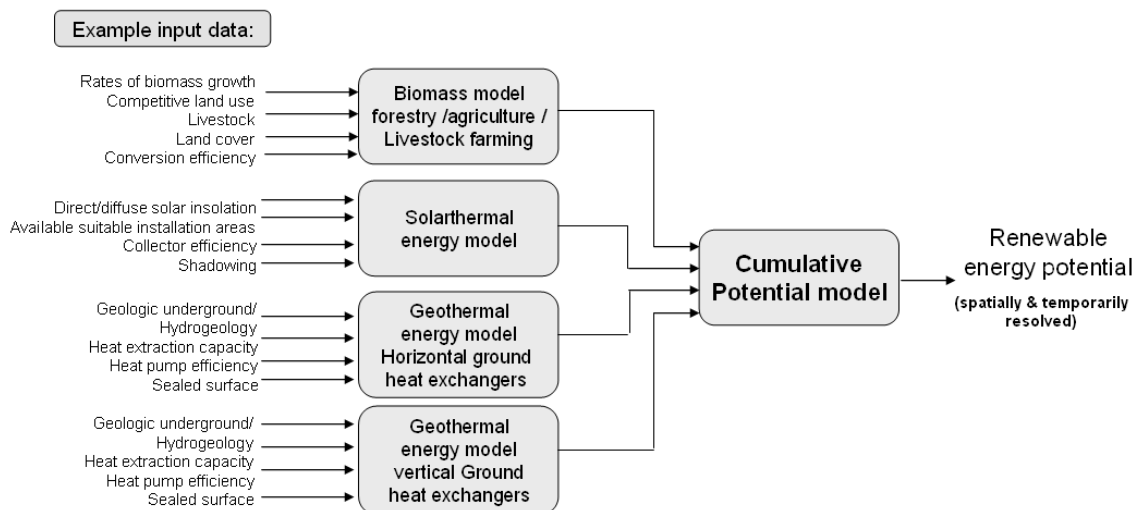 Example input data:
Rates of biomass growth
Competitive land use
Livestock
Land cover
Conversion efficiency
Biomass model
forestry /agriculture /
Livestock farming
Direct/diffuse solar insolation
Available suitable installation areas
Collector efficiency
Shadowing
Solarthermal
energy model
Geologic underground/
Hydrogeology
Heat extraction capacity
Heat pump efficiency
Sealed surface
Geothermal
energy model
Horizontal ground
heat exchangers
Geologic underground/
Hydrogeology
Heat extraction capacity
Heat pump efficiency
Sealed surface
Geothermal
energy model
vertical Ground
heat exchangers
Cumulative
Potential model
Renewable
energy potential
(spatially & temporarily
resolved)